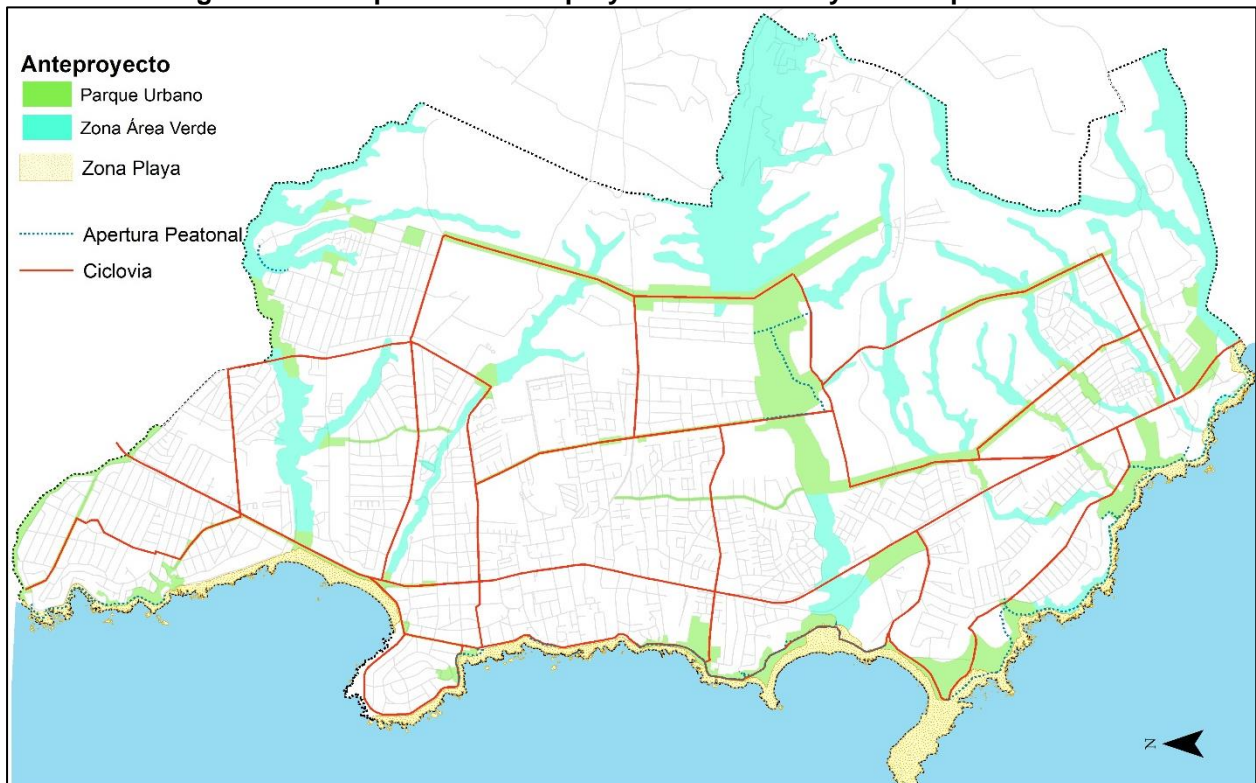 Anteproyecto
Parque Urbano
Zona Área Verde
Zona Playa
Apertura Peatonal
Ciclovia
N